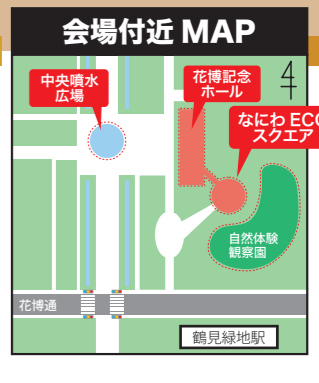 会場付近 MAP
中央噴水
広場
花博記念
ホール
4
なにわ ECO
スクエア
自然体験
観察園
花博通
鶴見緑地駅